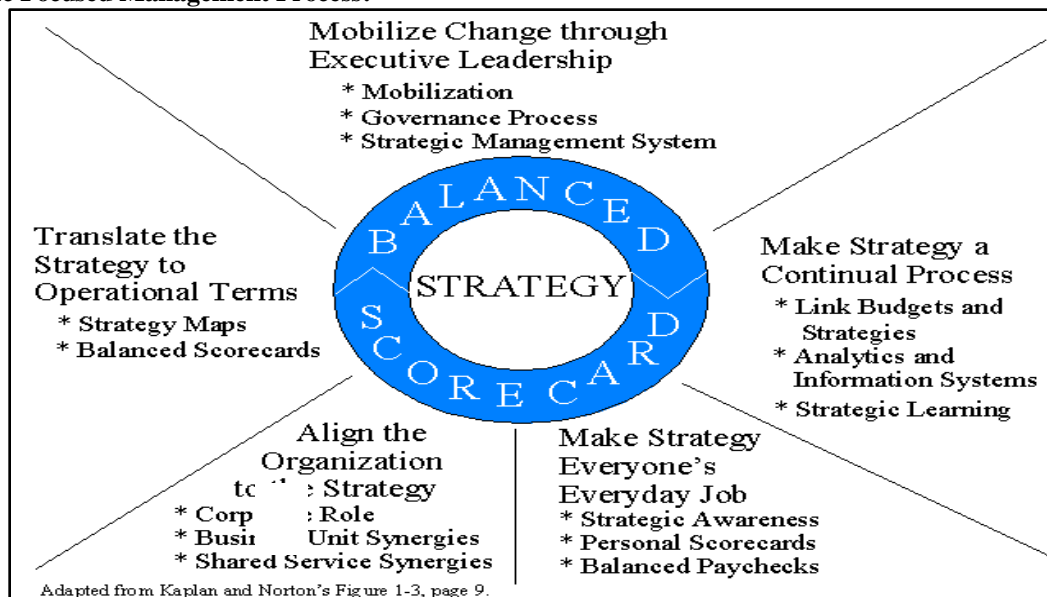 Focused Management Process:
Mobilize Change through
Executive Leadership
* Mobilization
* Governance Process
* Strategic Management System
BALANCED
SCORECARD
STRATEGY
Translate the
Strategy to
Operational Terms
* Strategy Maps
* Balanced Scorecards
Make Strategy a
Continual Process
* Link Budgets and
Strategies
* Analytics and
Information Systems
* Strategic Learning
Align the
Organization
to the Strategy
* Corp e Role
* Busin Unit Synergies
* Shared Service Synergies
Make Strategy
Everyone's
Everyday Job
* Strategic Awareness
* Personal Scorecards
* Balanced Paychecks
Adapted from Kaplan and Norton's Figure 1-3, page 9.